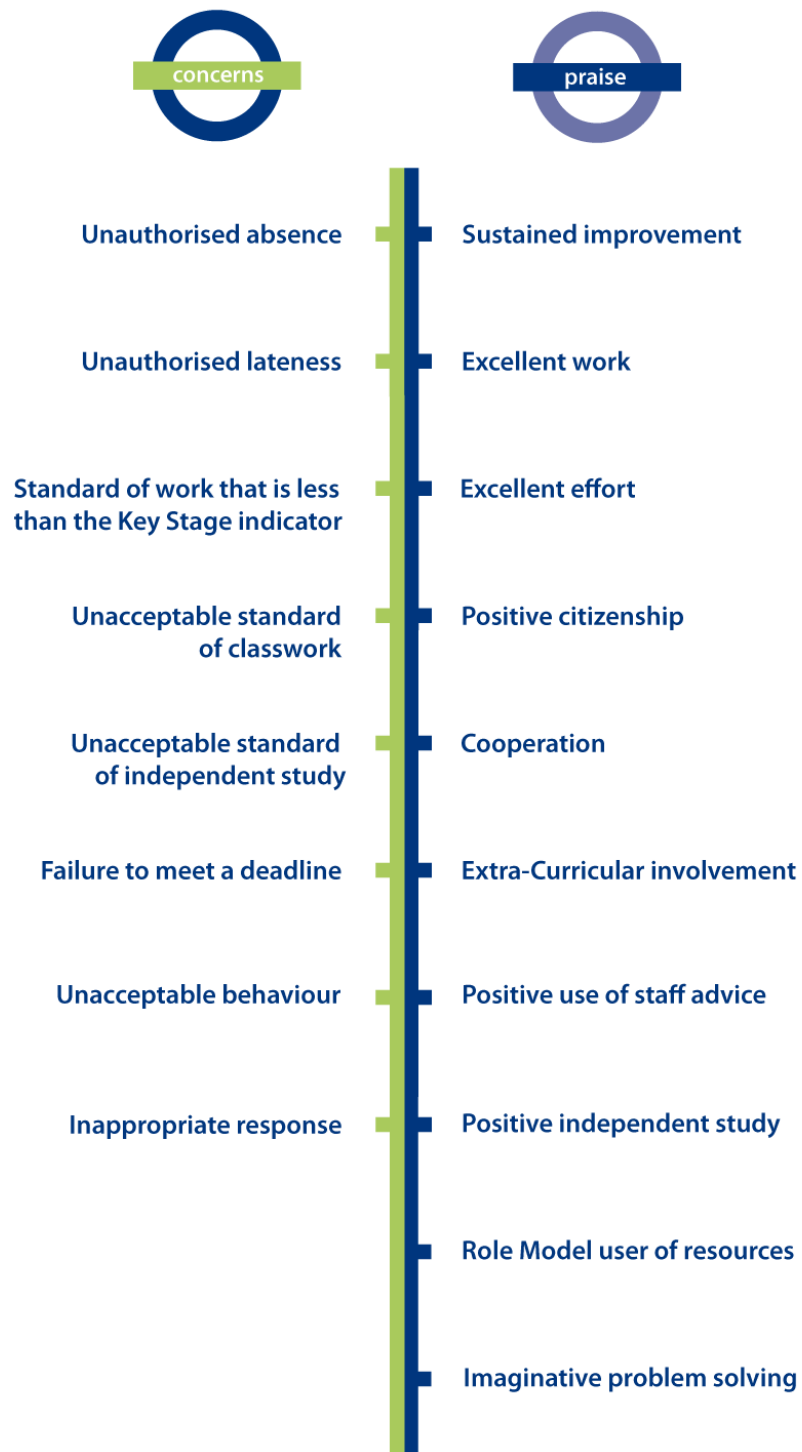 concerns
praise
Unauthorised absence
Sustained improvement
Unauthorised lateness
Excellent work
Standard of work that is less
than the Key Stage indicator
Excellent effort
Unacceptable standard
of classwork
Positive citizenship
Unacceptable standard
of independent study
Cooperation
Failure to meet a deadline
Extra-Curricular involvement
Unacceptable behaviour
Positive use of staff advice
Inappropriate response
Positive independent study
Role Model user of resources
Imaginative problem solving